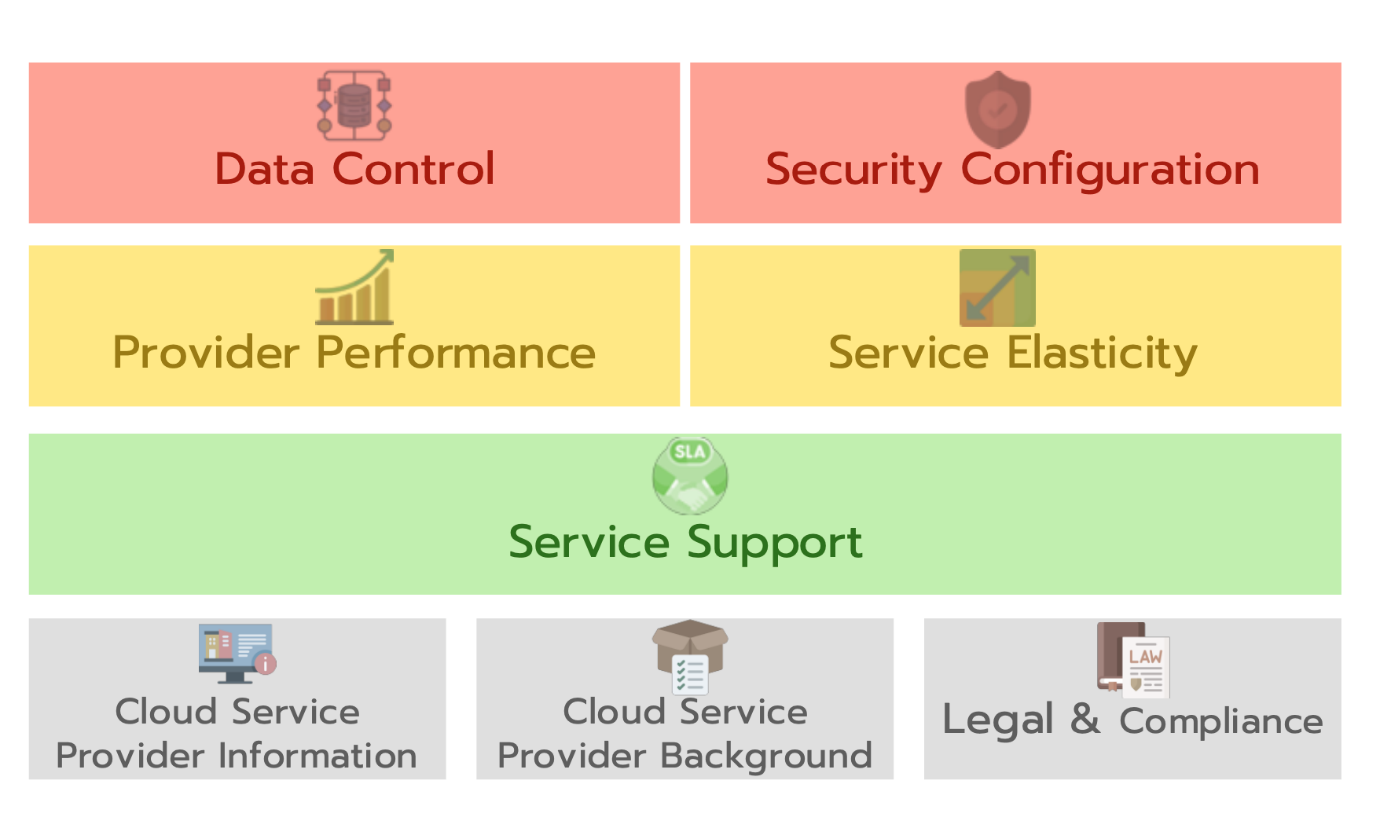 Data Control
Security Configuration
Provider Performance
Service Elasticity
SLA
Service Support
Cloud Service
Provider Information
Cloud Service
Provider Background
LAW
Legal & Compliance